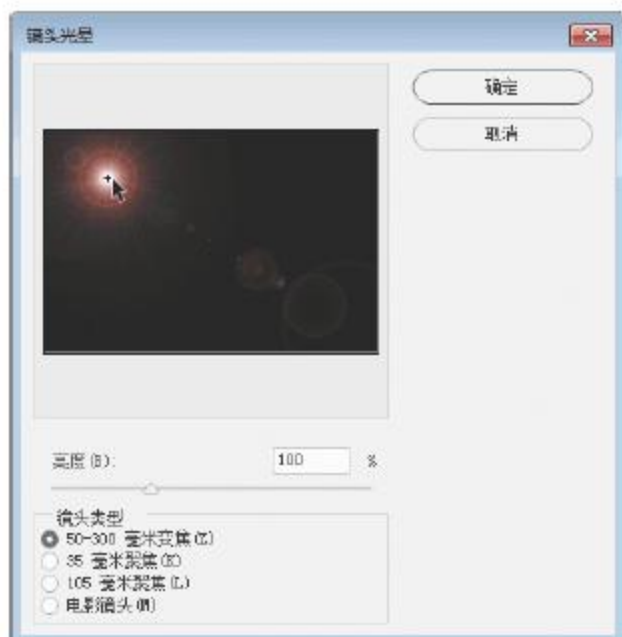 镜头光晕
确定
取消
亮度(B): 100 %
镜头类型
50-300 毫米变焦(Z)
35 毫米聚焦(K)
105 毫米聚焦(L)
电影镜头(M)